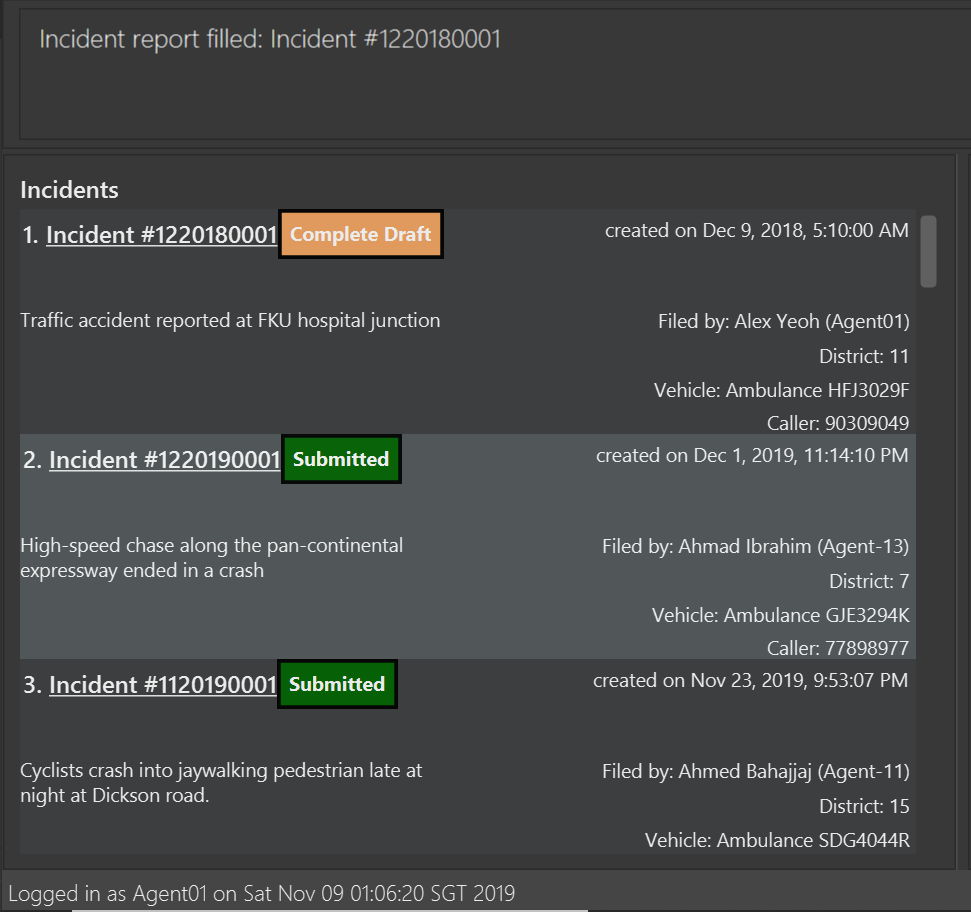 Incident report filled: Incident #1220180001
Incidents
1. Incident #1220180001 Complete Draft created on Dec 9, 2018, 5:10:00 AM
Traffic accident reported at FKU hospital junction Filed by: Alex Yeoh (Agent01)
District: 11
Vehicle: Ambulance HFJ3029F
Caller: 90309049
2. Incident #1220190001 Submitted created on Dec 1, 2019, 11:14:10 PM
High-speed chase along the pan-continental Filed by: Ahmad Ibrahim (Agent-13)
expressway ended in a crash
District: 7
Vehicle: Ambulance GJE3294K
Caller: 77898977
3. Incident #1120190001 Submitted created on Nov 23, 2019, 9:53:07 PM
Cyclists crash into jaywalking pedestrian late at Filed by: Ahmed Bahajjaj (Agent-11)
night at Dickson road.
District: 15
Vehicle: Ambulance SDG4044R
Logged in as Agent01 on Sat Nov 09 01:06:20 SGT 2019